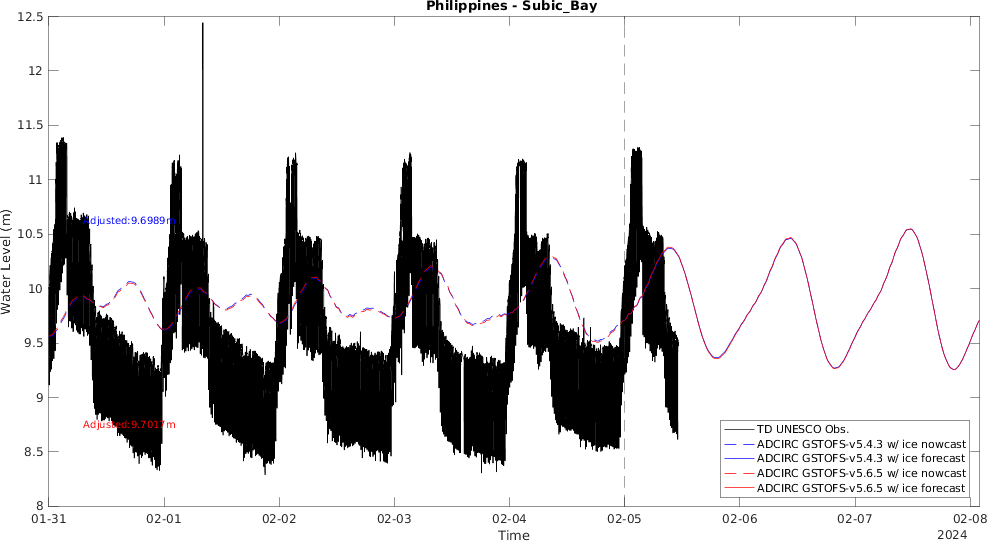 Philippines - Subic_Bay
12.5
12
11.5
11
10.5
10
9.5
9
8.5
8
Water Level (m)
Adjusted:9.6989m
Adjusted:9.7017m
TD UNESCO Obs.
ADCIRC GSTOFS-v5.4.3 w/ ice nowcast
ADCIRC GSTOFS-v5.4.3 w/ ice forecast
ADCIRC GSTOFS-v5.6.5 w/ ice nowcast
ADCIRC GSTOFS-v5.6.5 w/ ice forecast
01-31 02-01 02-02 02-03 02-04 02-05 02-06 02-07 02-08
Time
2024